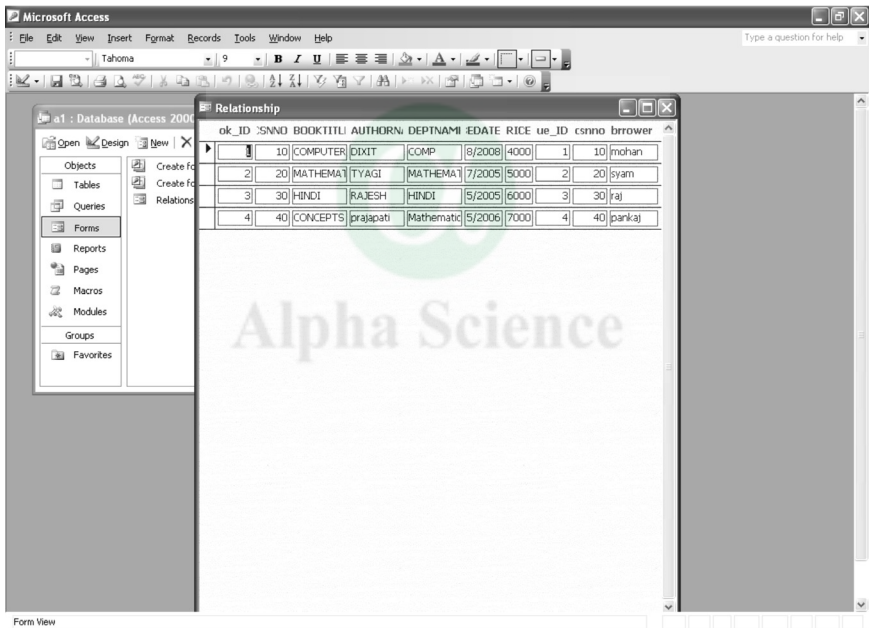 Microsoft Access
File Edit View Insert Format Records Tools Window Help
Type a question for help
Tahoma 9 B I U
a1 : Database (Access 2000
Open Design New
Objects
Tables
Queries
Forms
Reports
Pages
Macros
Modules
Groups
Favorites
Create fo
Create fo
Relations
Relationship
ok_ID CSNNO BOOKTITLI AUTHORN DEPTNAMI EDATE RICE ue_ID csnno brrower
1 10 COMPUTER DIXIT COMP 8/2008 4000 1 10 mohan
2 20 MATHEMAT TYAGI MATHEMAT 7/2005 5000 2 20 syam
3 30 HINDI RAJESH HINDI 5/2005 6000 3 30 raj
4 40 CONCEPTS prajapati Mathematic 5/2006 7000 4 40 pankaj
Alpha Science
Form View